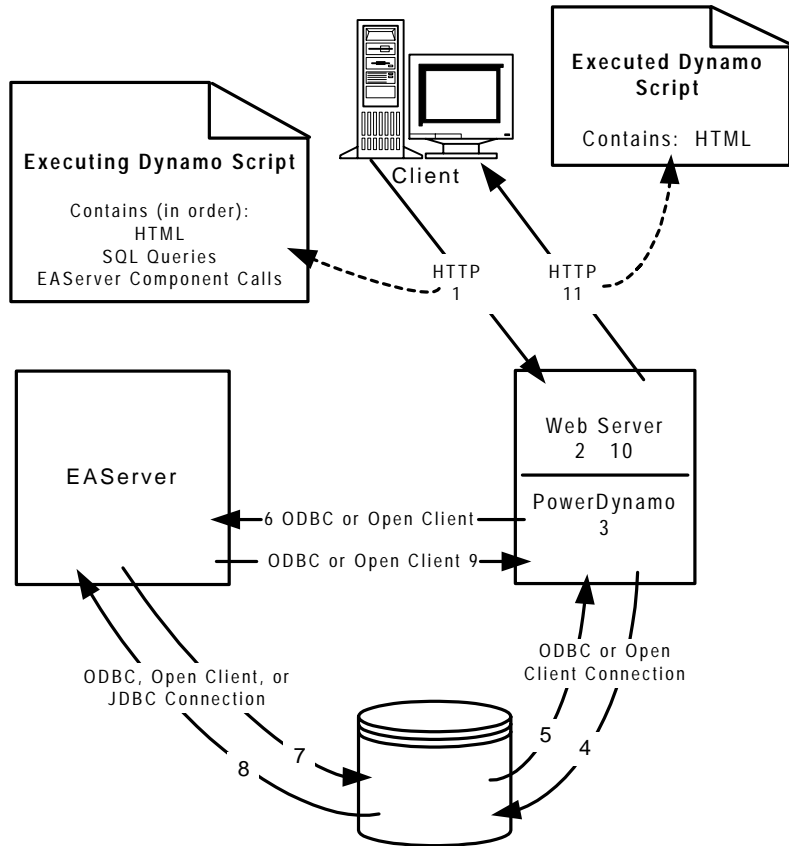 Executed Dynamo
Script
Contains: HTML
Executing Dynamo Script
Contains (in order):
HTML
SQL Queries
EAServer Component Calls
Client
HTTP
1
HTTP
11
EAServer
Web Server
2 10
PowerDynamo
3
6 ODBC or Open Client
ODBC or Open Client 9
ODBC, Open Client, or
JDBC Connection
ODBC or Open
Client Connection
7
8
5
4